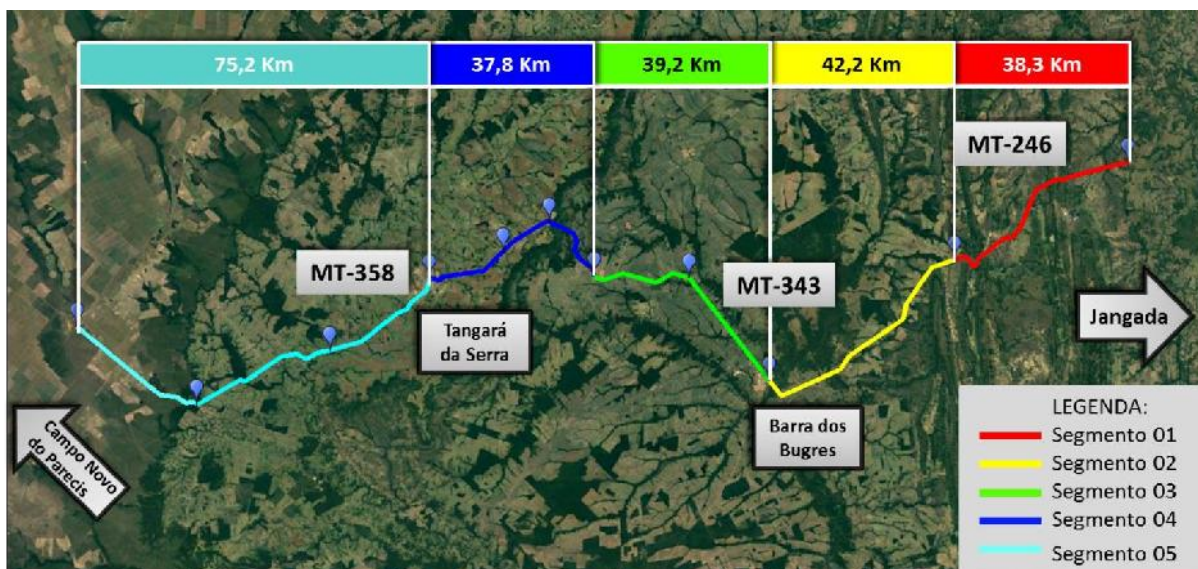 75,2 Km
37,8 Km
39,2 Km
42,2 Km
38,3 Km
MT-246
MT-358
MT-343
Tangará
da Serra
Jangada
Barra dos
Bugres
Campo Novo
do Parecis
LEGENDA:
Segmento 01
Segmento 02
Segmento 03
Segmento 04
Segmento 05